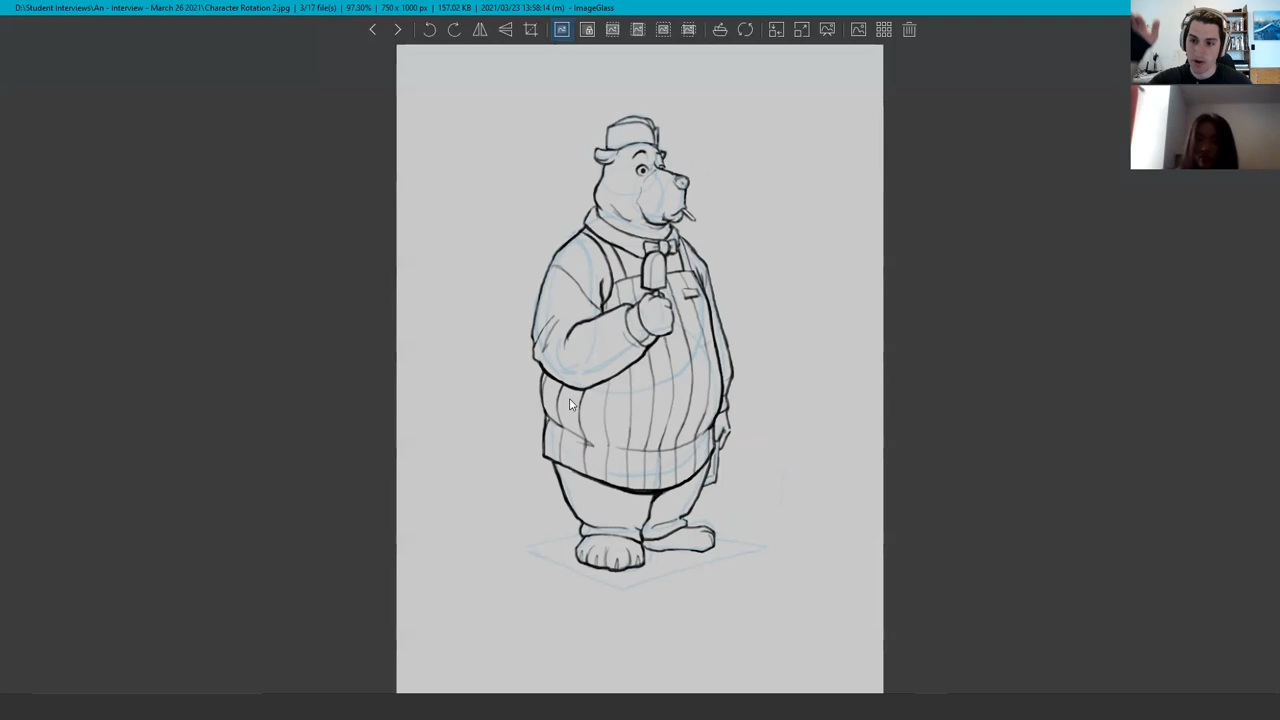 D:\Student Interviews\An - Interview - March 26 2021\Character Rotation 2.jpg | 3/17 file(s) | 97.30% | 750 x 1000 px | 157.02 KB | 2021/03/23 13:58:14 (m) - ImageGlass